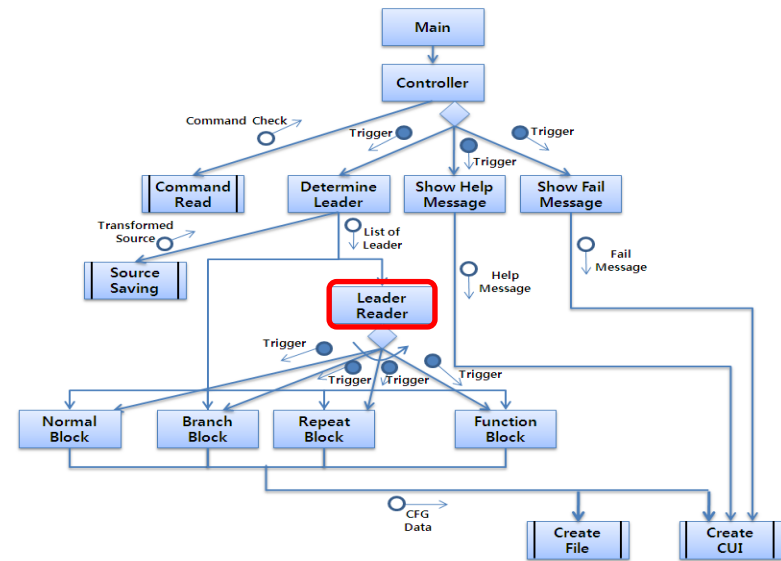 Main
Controller
Command Check
Trigger
Trigger
Trigger
Command
Read
Determine
Leader
Show Help
Message
Show Fail
Message
Transformed
Source
List of
Leader
Source
Saving
Help
Message
Fail
Message
Leader
Reader
Trigger
Trigger
Trigger
Trigger
Normal
Block
Branch
Block
Repeat
Block
Function
Block
CFG
Data
Create
File
Create
CUI